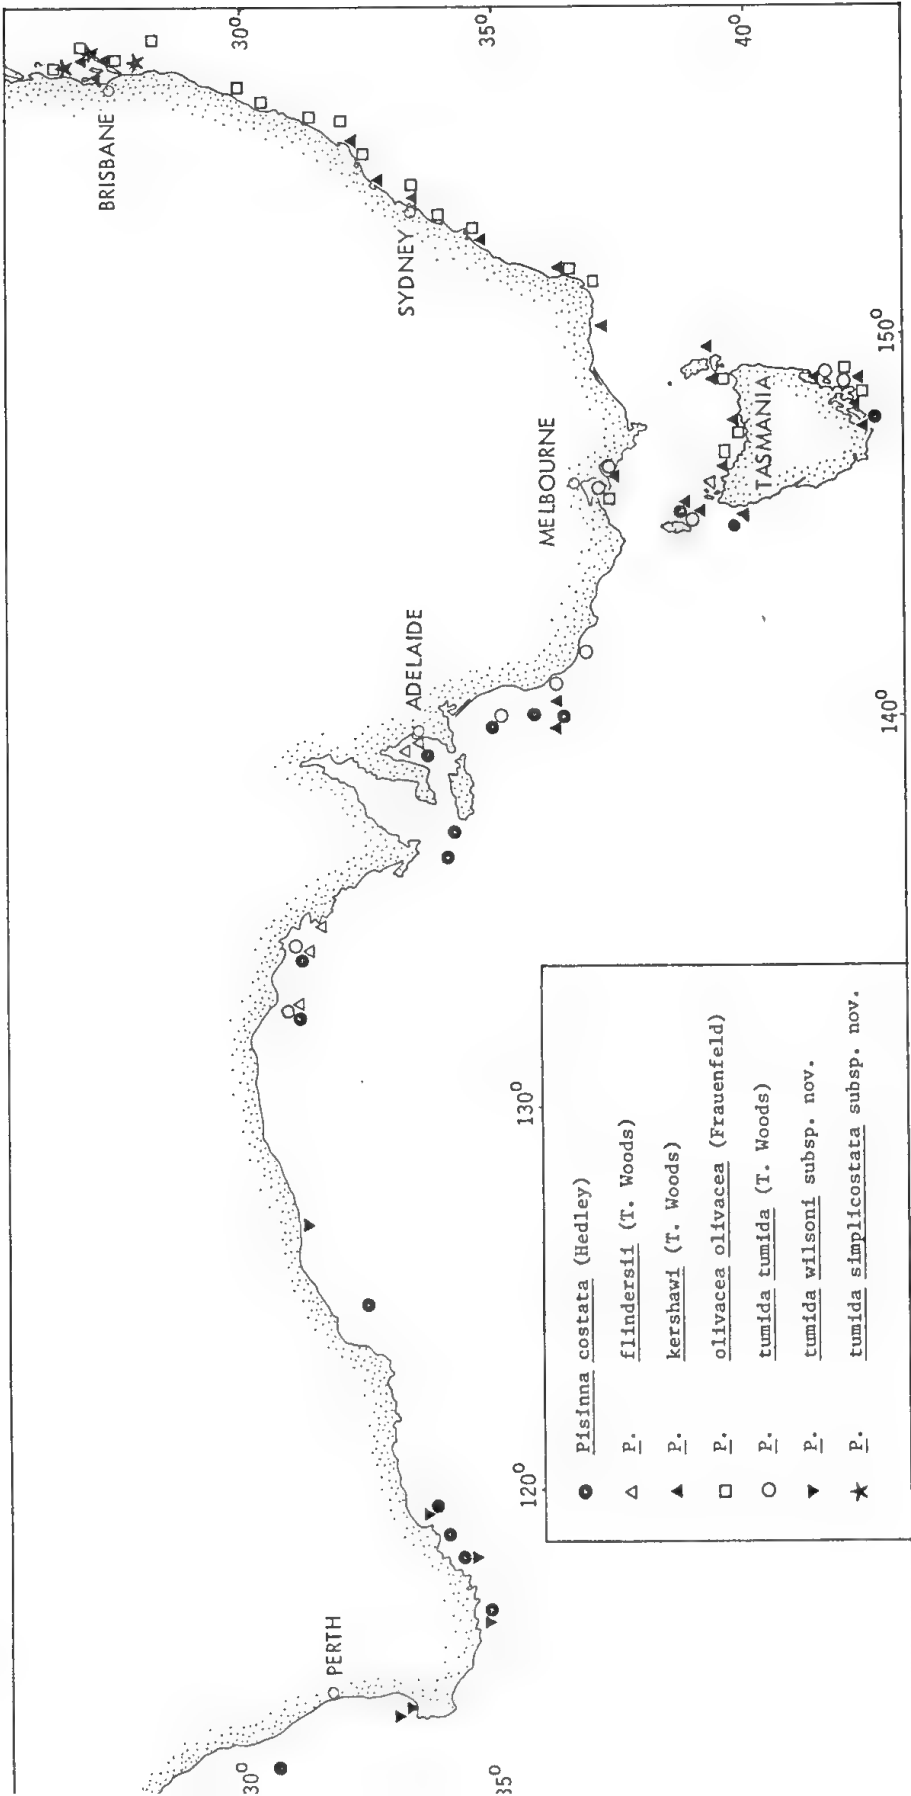 30°
35°
40°
BRISBANE
SYDNEY
MELBOURNE
TASMANIA
ADELAIDE
PERTH
150°
140°
130°
120°
30°
35°
Pisinna costata (Hedley)
P. flindersii (T. Woods)
P. kershawi (T. Woods)
P. olivacea olivacea (Frauenfeld)
P. tumida tumida (T. Woods)
P. tumida wilsoni subsp. nov.
P. tumida simplicostata subsp. nov.